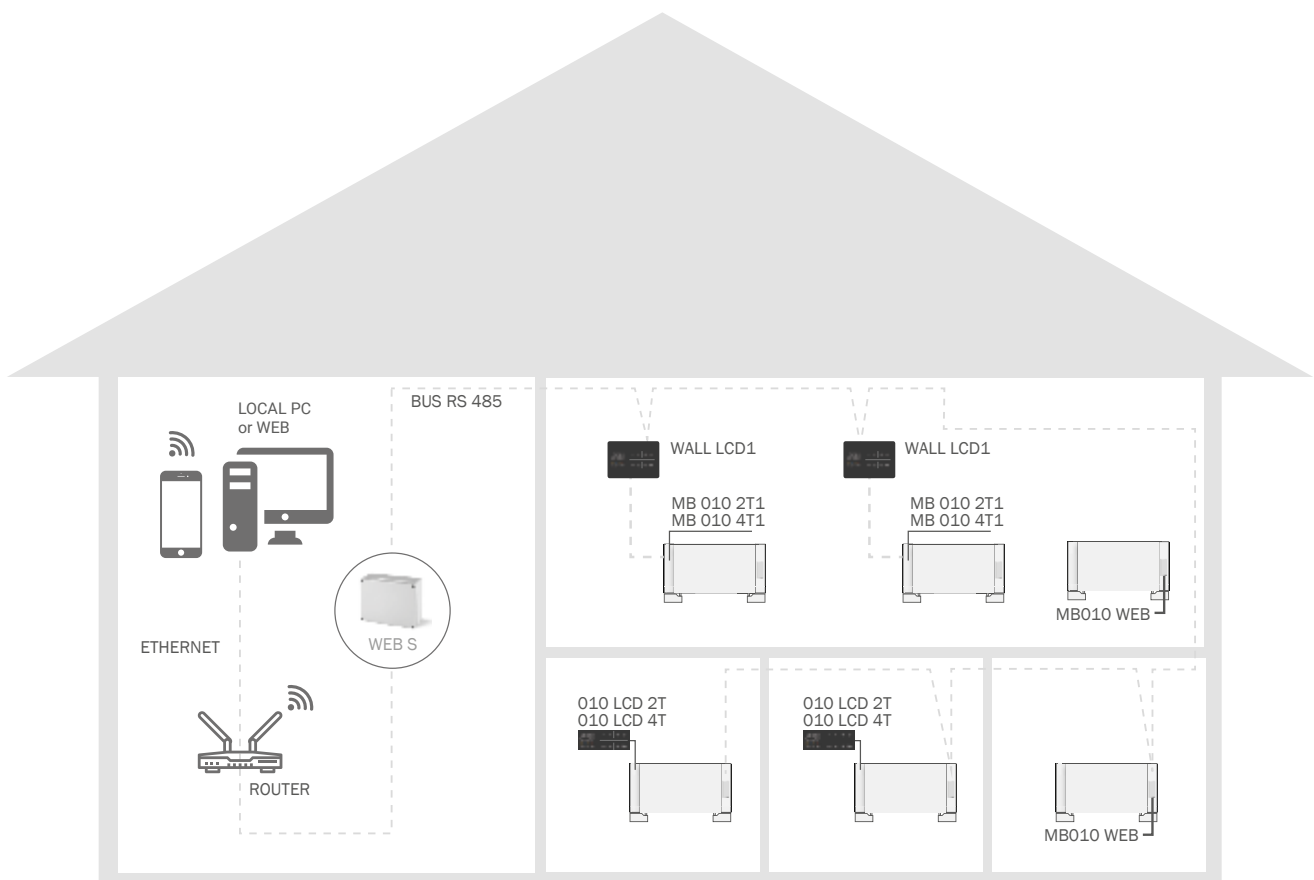 LOCAL PC
or WEB
BUS RS 485
WALL LCD1
WALL LCD1
MB 010 2T1
MB 010 4T1
MB 010 2T1
MB 010 4T1
MB010 WEB
WEB S
ETHERNET
ROUTER
010 LCD 2T
010 LCD 4T
010 LCD 2T
010 LCD 4T
MB010 WEB